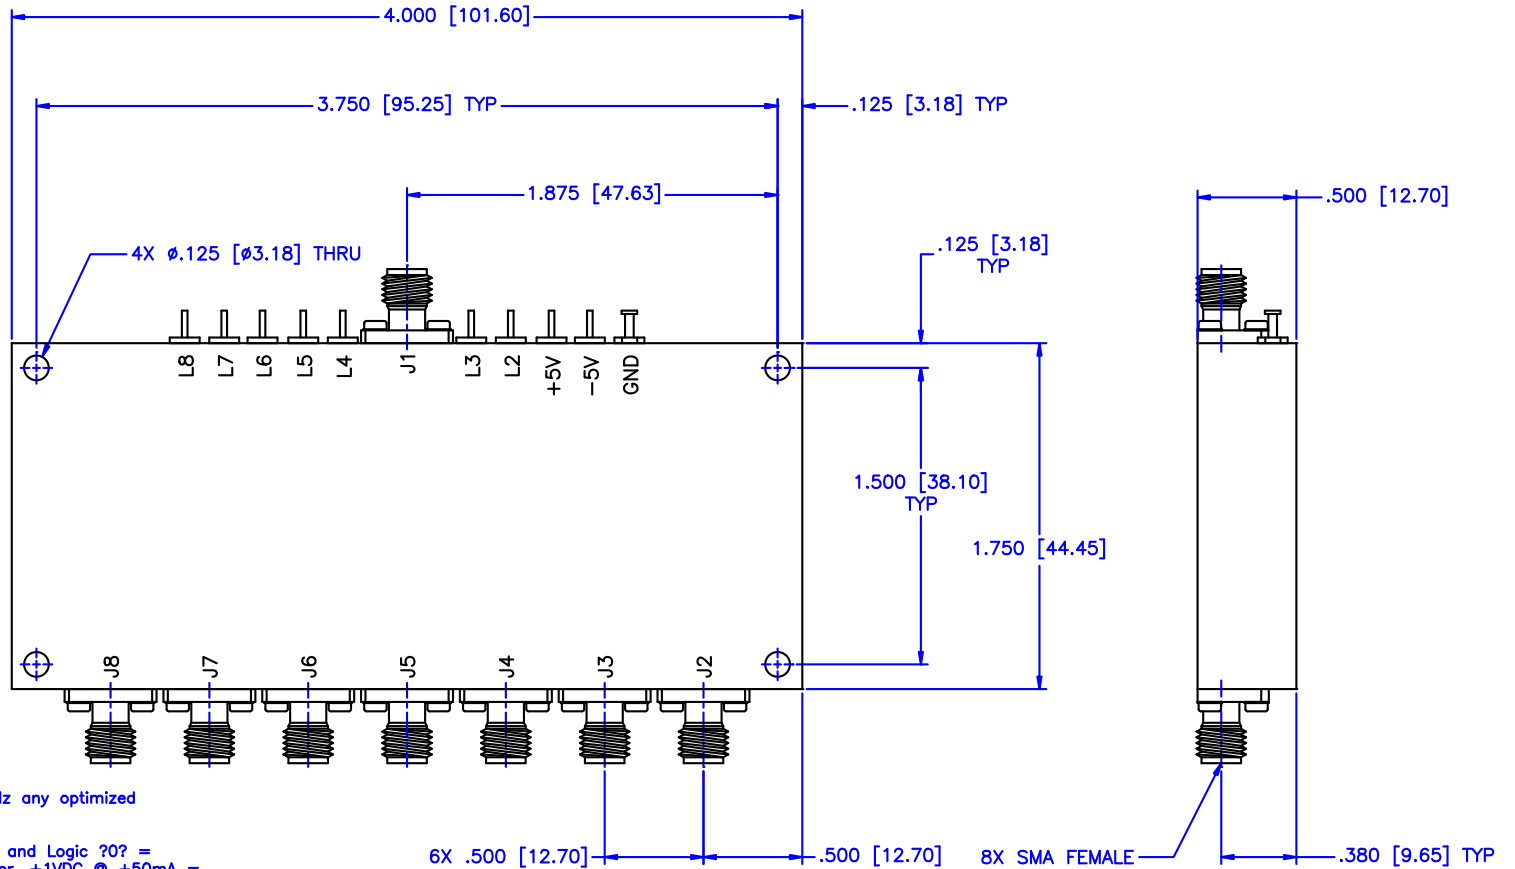 4.000 [101.60]
3.750 [95.25] TYP
.125 [3.18] TYP
1.875 [47.63]
.500 [12.70]
4X ø.125 [ø3.18] THRU
.125 [3.18]
TYP
L8
L7
L6
L5
L4
J1
L3
L2
+5V
-5V
GND
1.500 [38.10]
TYP
1.750 [44.45]
J8
J7
J6
J5
J4
J3
J2
any optimized
and Logic ?0? =
+1VDC @ +50mA =
6X .500 [12.70]
.500 [12.70]
8X SMA FEMALE
.380 [9.65] TYP